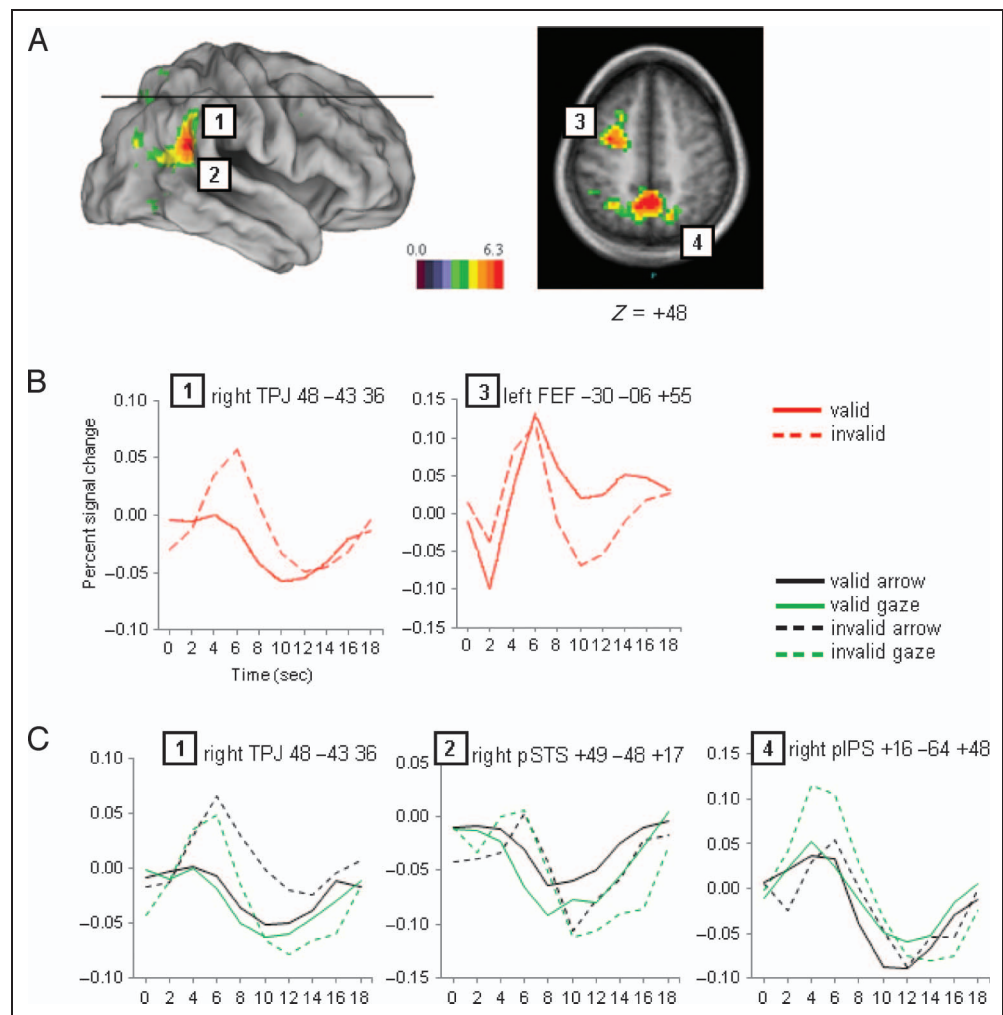 A
1
2
3
4
0.0 6.3
P
Z = +48
B
1 right TPJ 48 −43 36
3 left FEF −30 −06 +55
Percent signal change
0.10
0.05
0.00
−0.05
−0.10
0 2 4 6 8 10 12 14 16 18
Time (sec)
0.15
0.10
0.05
0.00
−0.05
−0.10
−0.15
0 2 4 6 8 10 12 14 16 18
valid
invalid
valid arrow
valid gaze
invalid arrow
invalid gaze
C
1 right TPJ 48 −43 36
0.10
0.05
0.00
−0.05
−0.10
0 2 4 6 8 10 12 14 16 18
2 right pSTS +49 −48 +17
0.05
−0.00
−0.05
−0.10
−0.15
0 2 4 6 8 10 12 14 16 18
4 right pIPS +16 −64 +48
0.10
0.05
0.00
−0.05
−0.10
0 2 4 6 8 10 12 14 16 18